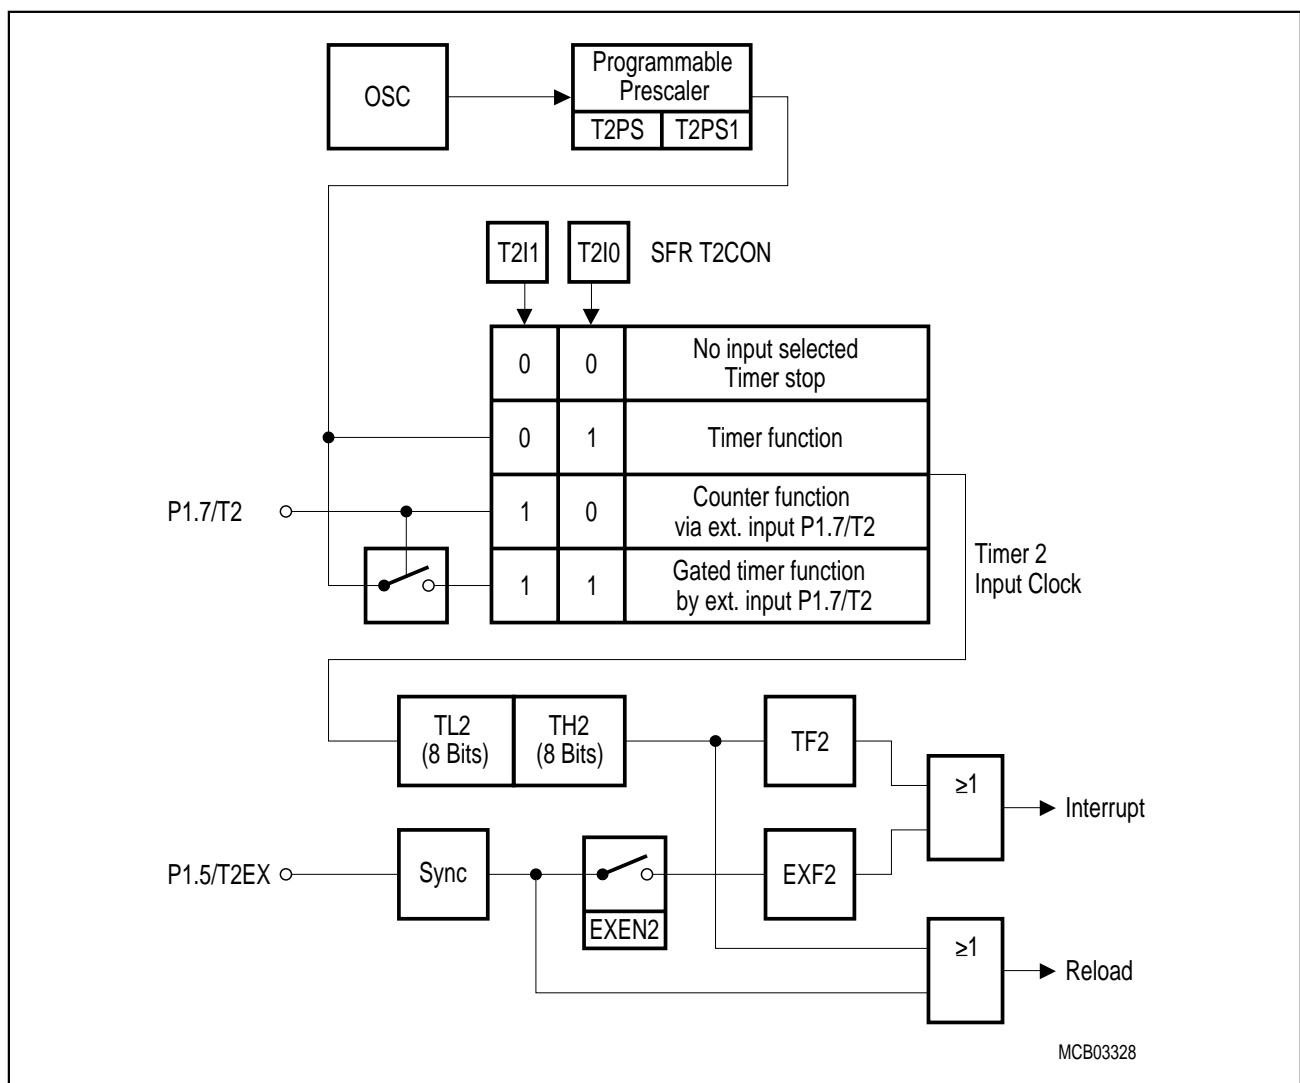 OSC
Programmable
Prescaler
T2PS T2PS1
T2I1 T2I0 SFR T2CON
0 0 No input selected
Timer stop
0 1 Timer function
P1.7/T2
1 0 Counter function
via ext. input P1.7/T2
1 1 Gated timer function
by ext. input P1.7/T2
Timer 2
Input Clock
TL2
(8 Bits)
TH2
(8 Bits)
TF2
≥1
Interrupt
P1.5/T2EX
Sync
EXEN2
EXF2
≥1
Reload
MCB03328